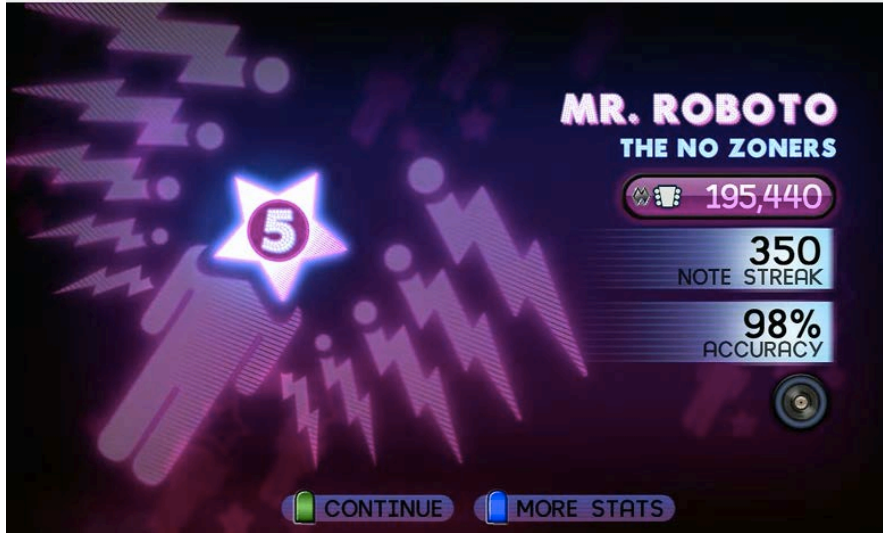 MR. ROBOTO
THE NO ZONERS
195,440
350
NOTE STREAK
98%
ACCURACY
5
CONTINUE
MORE STATS